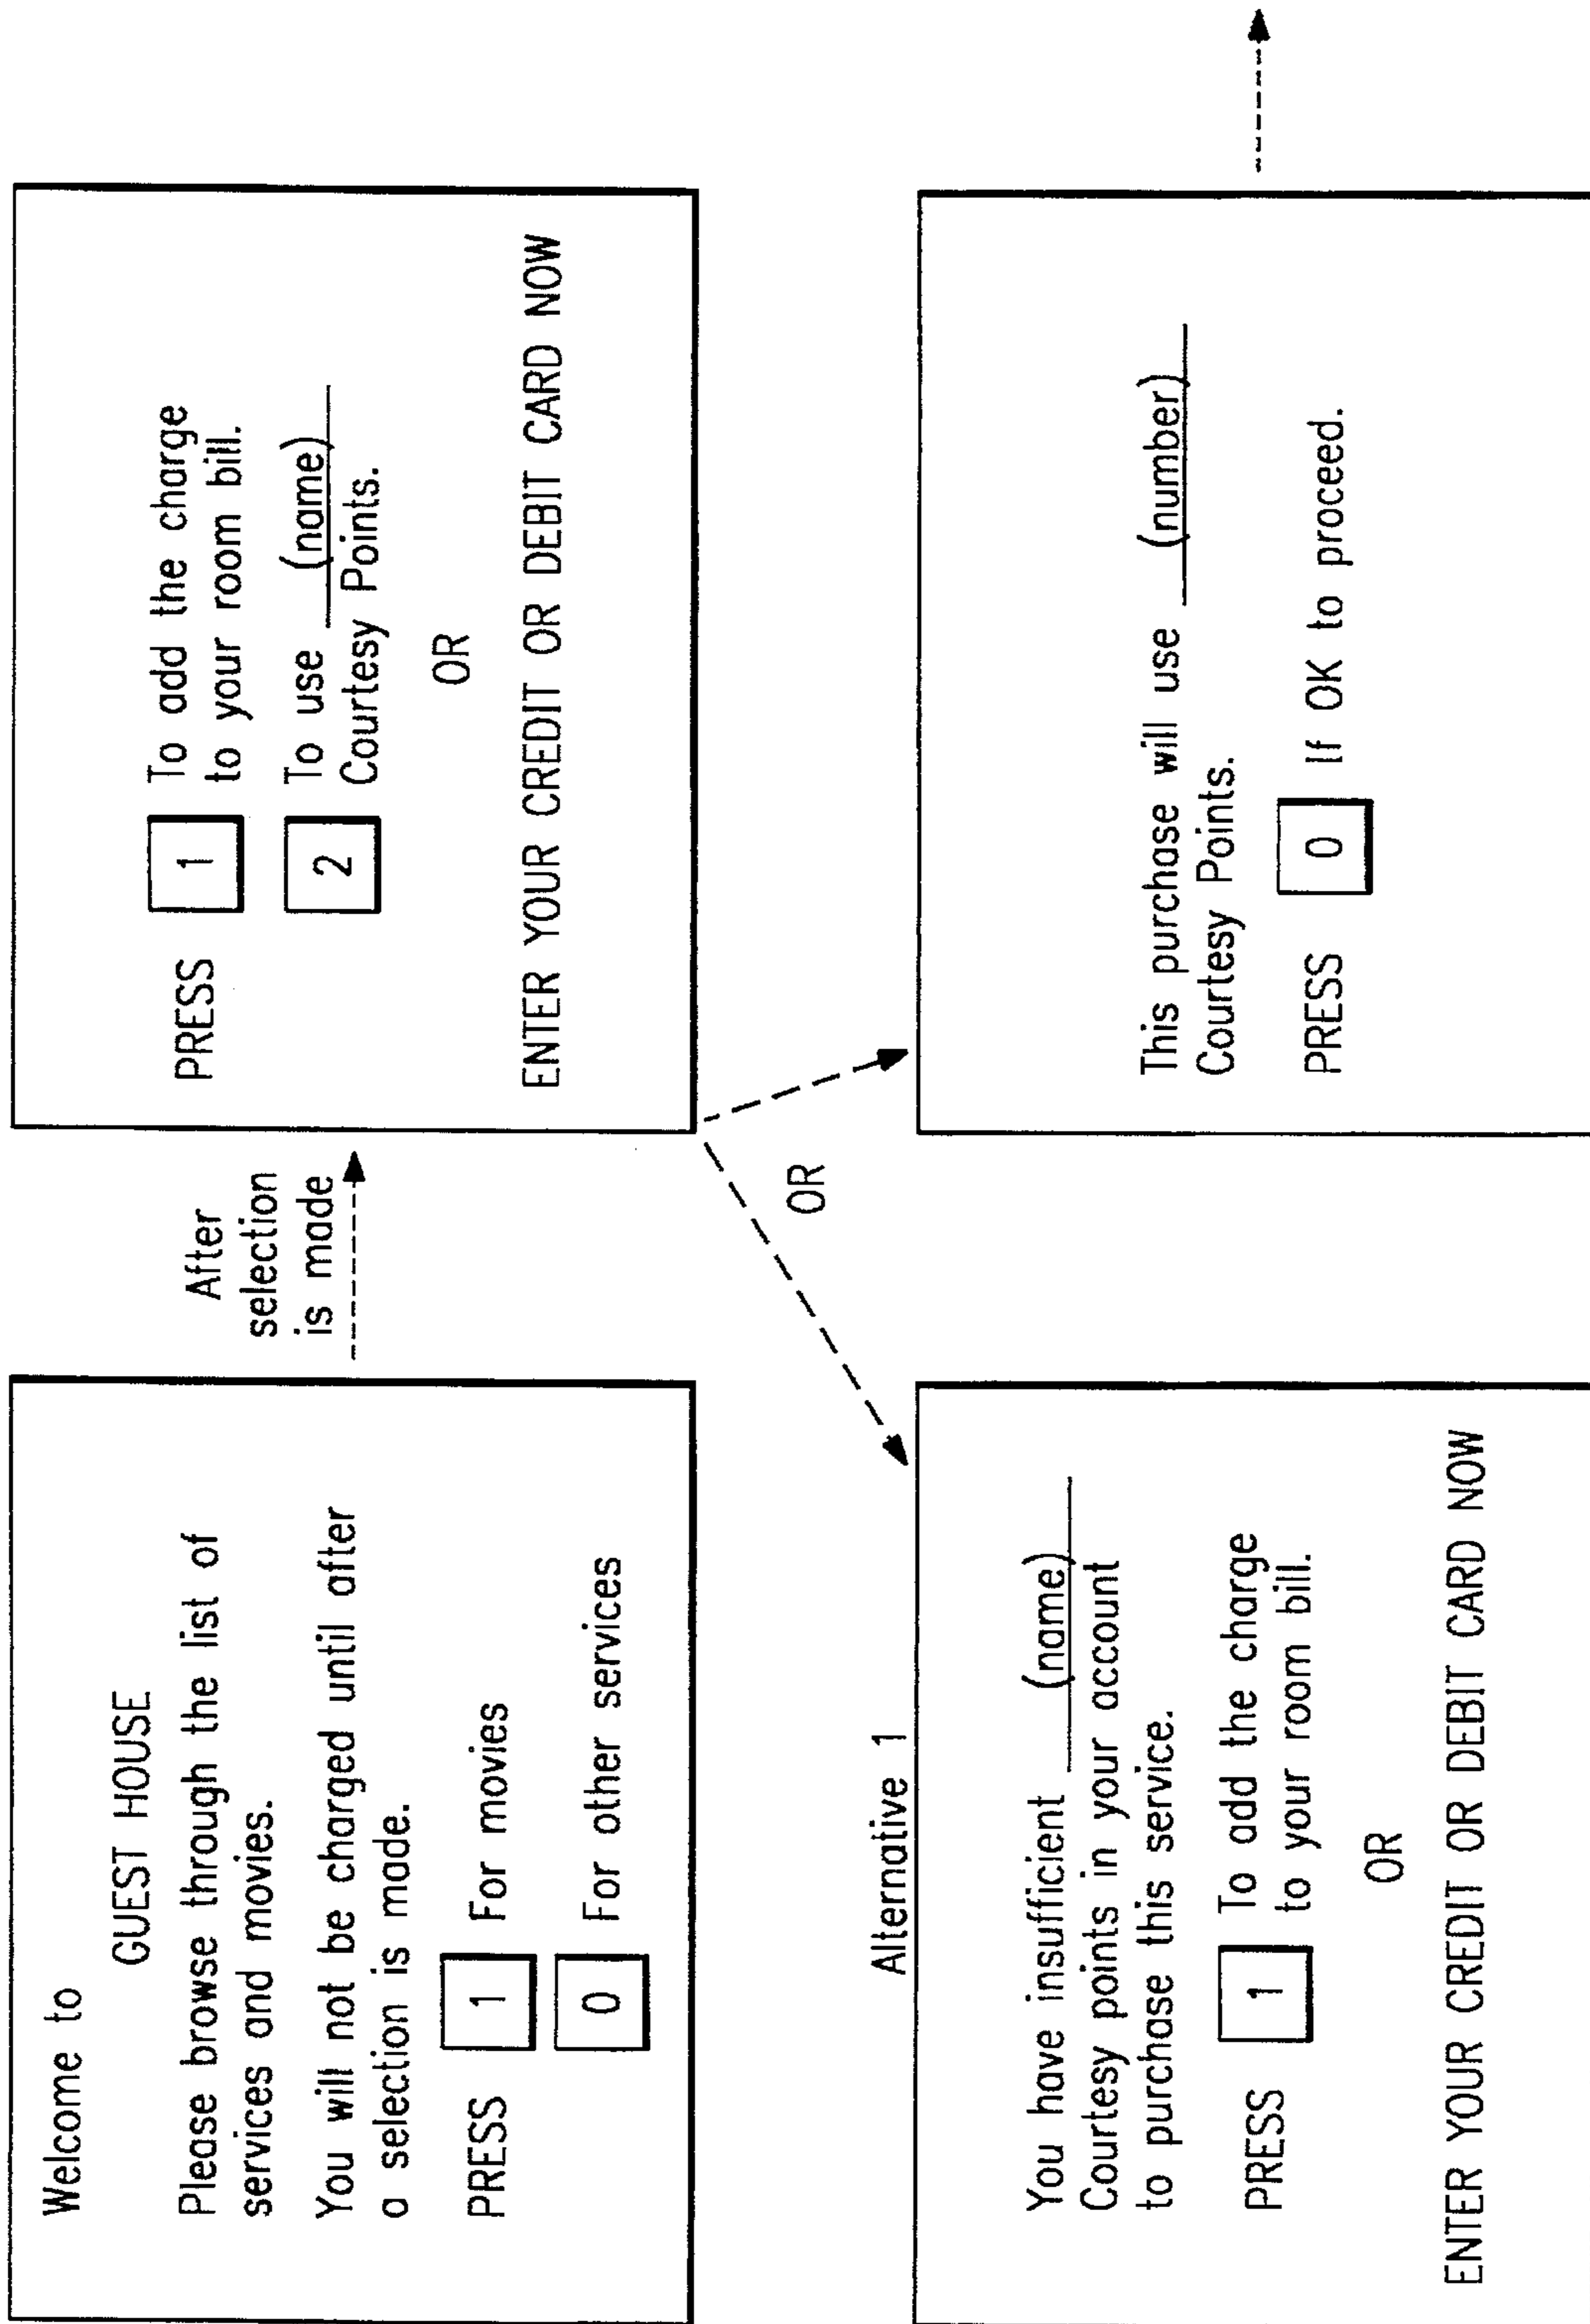 Welcome to
GUEST HOUSE
Please browse through the list of
services and movies.
You will not be charged until after
a selection is made.
PRESS 1 For movies
0 For other services
After
selection
is made
PRESS 1 To add the charge
to your room bill.
2 To use (name)
Courtesy Points.
OR
ENTER YOUR CREDIT OR DEBIT CARD NOW
OR
Alternative 1
You have insufficient (name)
Courtesy points in your account
to purchase this service.
PRESS 1 To add the charge
to your room bill.
OR
ENTER YOUR CREDIT OR DEBIT CARD NOW
This purchase will use (number)
Courtesy Points.
PRESS 0 If OK to proceed.